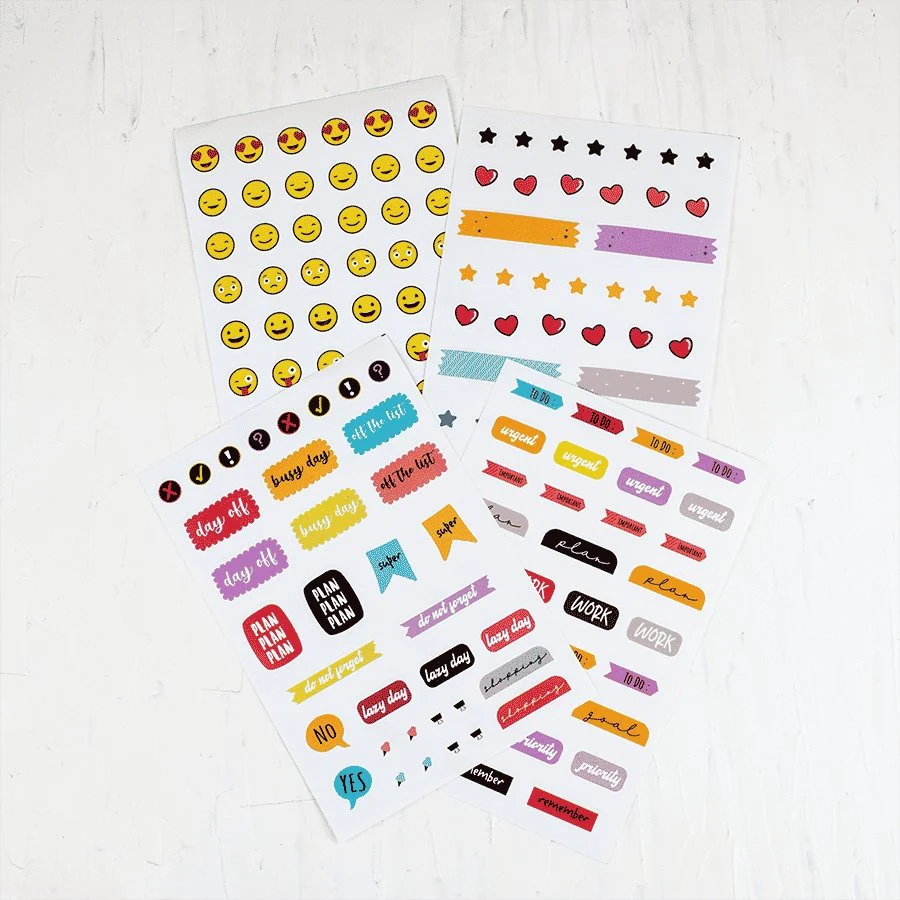 ?
!
?
!
off the list
busy day
off the list
day off
busy day
day off
super
super
PLAN
PLAN
PLAN
PLAN
PLAN
PLAN
do not forget
do not forget
lazy day
lazy day
lazy day
shopping
shopping
NO
YES
TO DO :
TO DO :
TO DO :
TO DO :
urgent
urgent
urgent
urgent
IMPORTANT
IMPORTANT
IMPORTANT
IMPORTANT
plan
plan
WORK
WORK
TO DO :
goal
priority
priority
remember